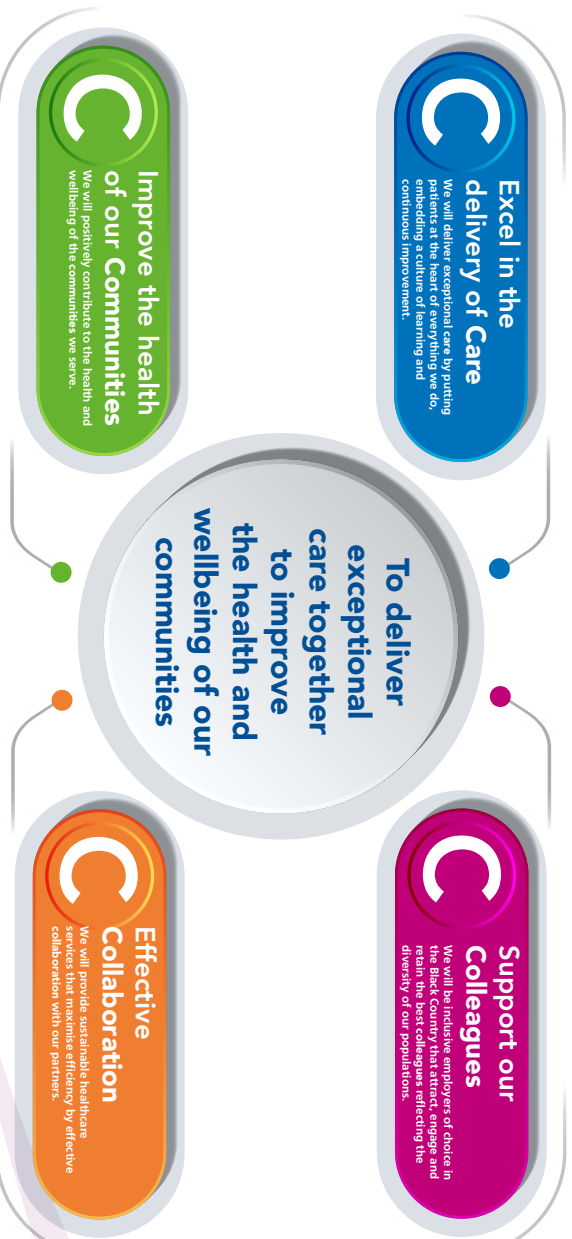 C
Excel in the
delivery of Care
We will deliver exceptional care by putting
patients at the heart of everything we do,
embedding a culture of learning and
continuous improvement.
C
Support our
Colleagues
We will be inclusive employers of choice in
the Black Country that attract, engage and
retain the best colleagues reflecting the
diversity of our populations.
To deliver
exceptional
care together
to improve
the health and
wellbeing of our
communities
C
Improve the health
of our Communities
We will positively contribute to the health and
wellbeing of the communities we serve.
C
Effective
Collaboration
We will provide sustainable healthcare
services that maximise efficiency by effective
collaboration with our partners.